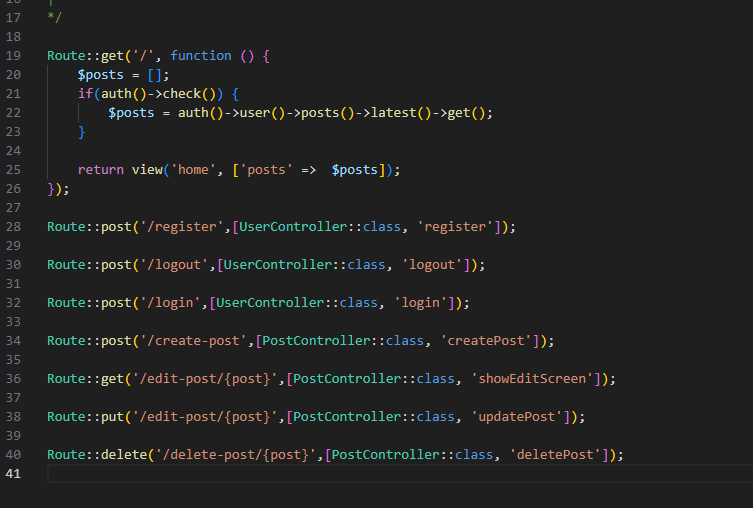 16 |
17 */
18
19 Route::get('/', function () {
20     $posts = [];
21     if(auth()->check()) {
22         $posts = auth()->user()->posts()->latest()->get();
23     }
24
25     return view('home', ['posts' =>  $posts]);
26 });
27
28 Route::post('/register',[UserController::class, 'register']);
29
30 Route::post('/logout',[UserController::class, 'logout']);
31
32 Route::post('/login',[UserController::class, 'login']);
33
34 Route::post('/create-post',[PostController::class, 'createPost']);
35
36 Route::get('/edit-post/{post}',[PostController::class, 'showEditScreen']);
37
38 Route::put('/edit-post/{post}',[PostController::class, 'updatePost']);
39
40 Route::delete('/delete-post/{post}',[PostController::class, 'deletePost']);
41